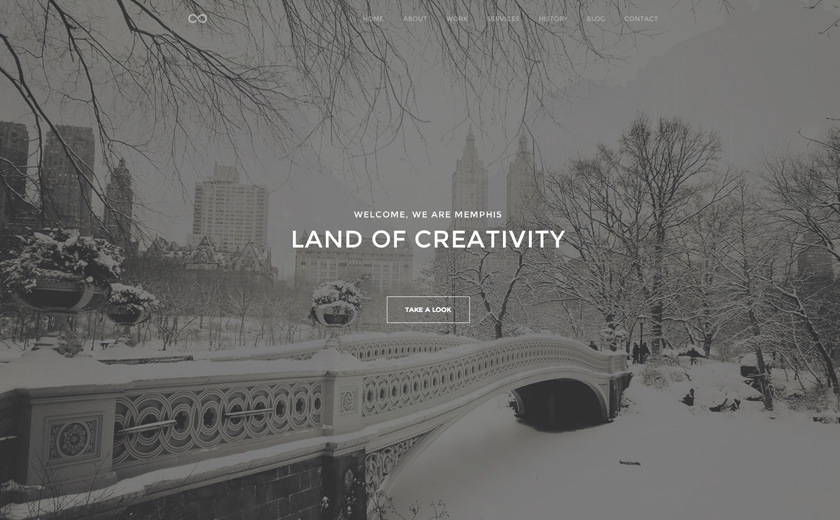 HOME ABOUT WORK SERVICES HISTORY BLOG CONTACT
WELCOME, WE ARE MEMPHIS
LAND OF CREATIVITY
TAKE A LOOK